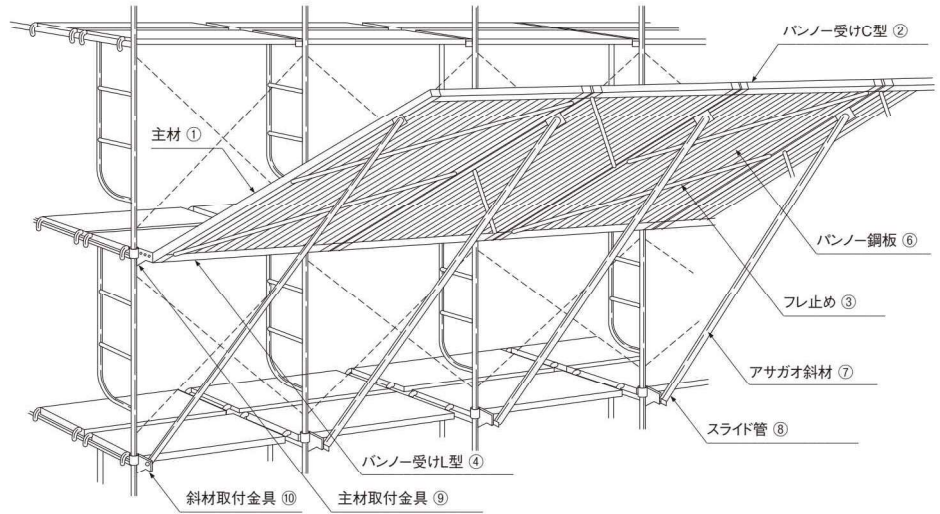 バンノー受けC型 ②
主材 ①
バンノー鋼板 ⑥
フレ止め ③
アサガオ斜材 ⑦
スライド管 ⑧
バンノー受けL型 ④
斜材取付金具 ⑩
主材取付金具 ⑨